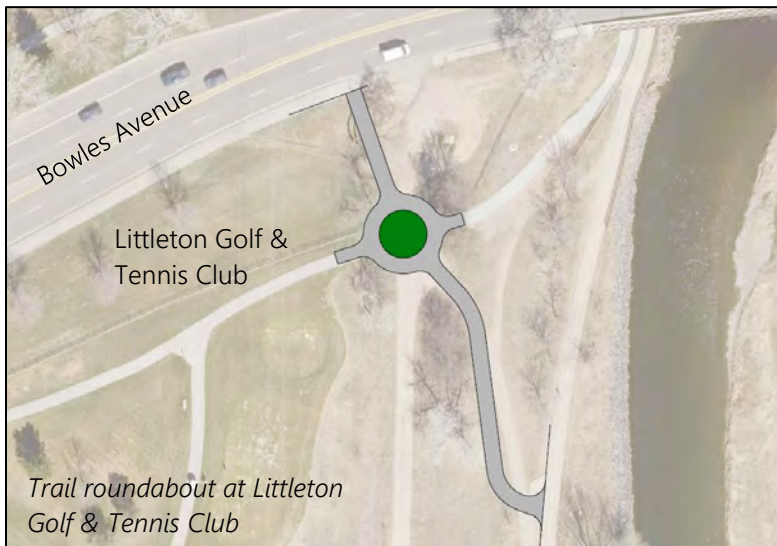 Bowles Avenue
Littleton Golf &
Tennis Club
Trail roundabout at Littleton
Golf & Tennis Club